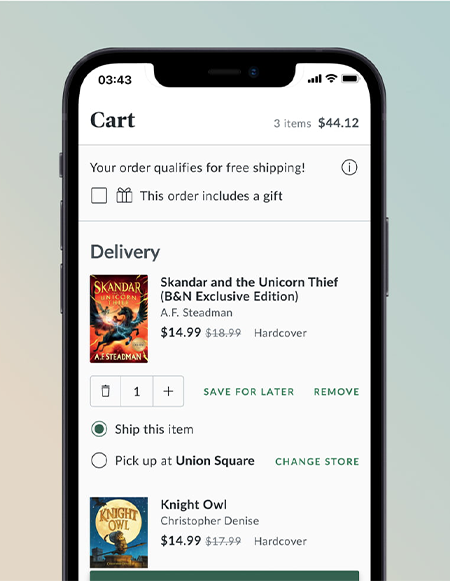 03:43
Cart
3 items $44.12
Your order qualifies for free shipping!
This order includes a gift
Delivery
SKANDAR
UNICORN
THIEF
A.F. STEADMAN
Skandar and the Unicorn Thief
(B&N Exclusive Edition)
A.F. Steadman
$14.99 $18.99 Hardcover
1
SAVE FOR LATER REMOVE
Ship this item
Pick up at Union Square CHANGE STORE
KNIGHT
OWL
Knight Owl
Christopher Denise
$14.99 $17.99 Hardcover